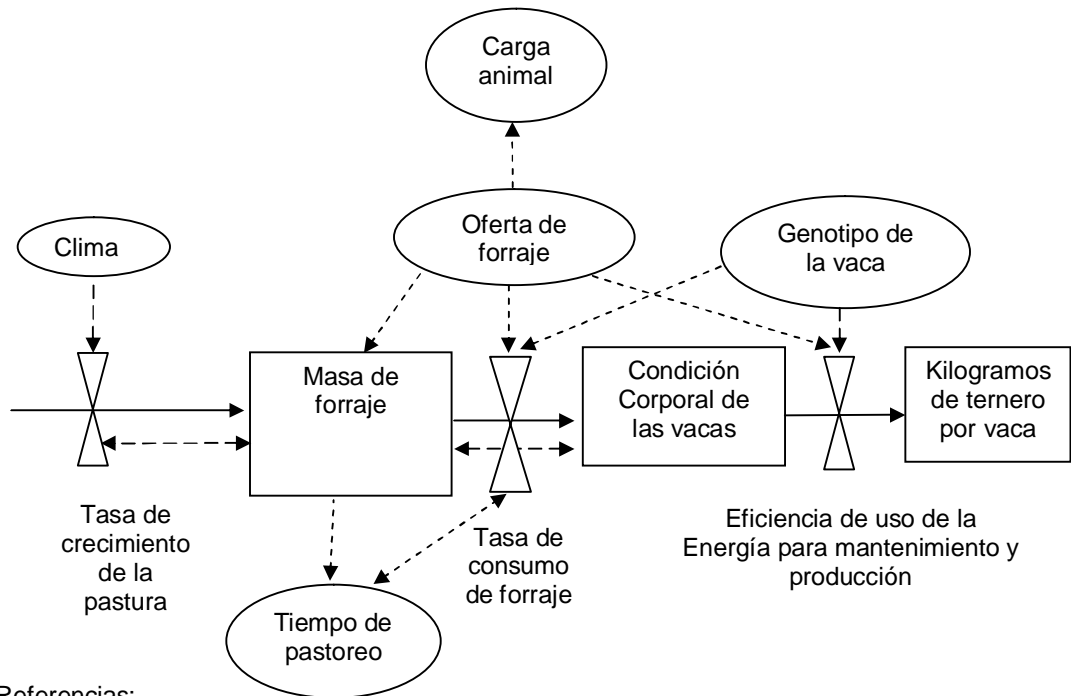 Carga
animal
Oferta de
forraje
Genotipo de
la vaca
Clima
Masa de
forraje
Condición
Corporal de
las vacas
Kilogramos
de ternero
por vaca
Tasa de
crecimiento
de la
pastura
Tasa de
consumo
de forraje
Eficiencia de uso de la
Energía para mantenimiento y
producción
Tiempo de
pastoreo
Referencias: